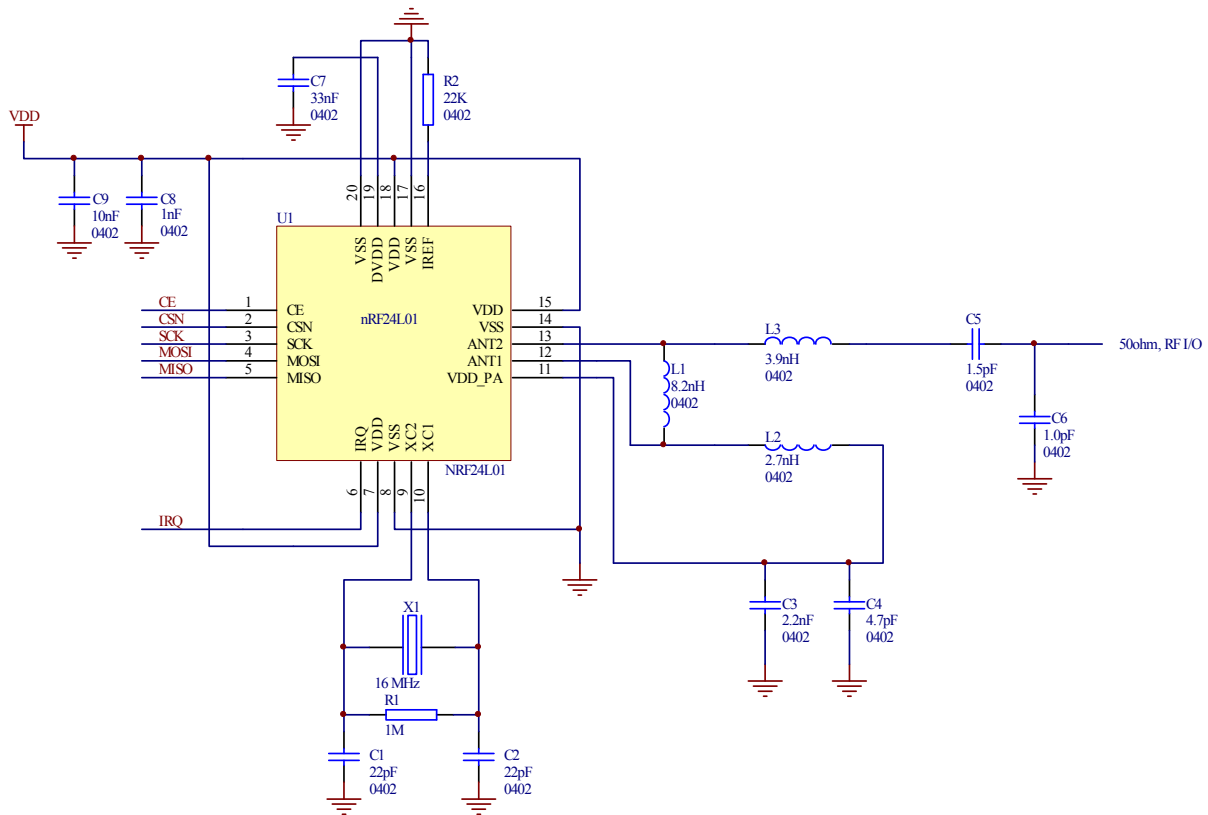 C7
33nF
0402
R2
22K
0402
VDD
C9
10nF
0402
C8
1nF
0402
20
19
18
17
16
U1
VSS
DVDD
VDD
VSS
IREF
nRF24L01
CE
1
CE
CSN
2
CSN
SCK
3
SCK
MOSI
4
MOSI
MISO
5
MISO
VDD
15
VSS
14
ANT2
13
ANT1
12
VDD_PA
11
L3
3.9nH
0402
C5
1.5pF
0402
50ohm, RF I/O
L1
8.2nH
0402
C6
1.0pF
0402
L2
2.7nH
0402
IRQ
VDD
VSS
XC2
XC1
NRF24L01
6
7
8
9
10
IRQ
C3
2.2nF
0402
C4
4.7pF
0402
X1
16 MHz
R1
1M
C1
22pF
0402
C2
22pF
0402